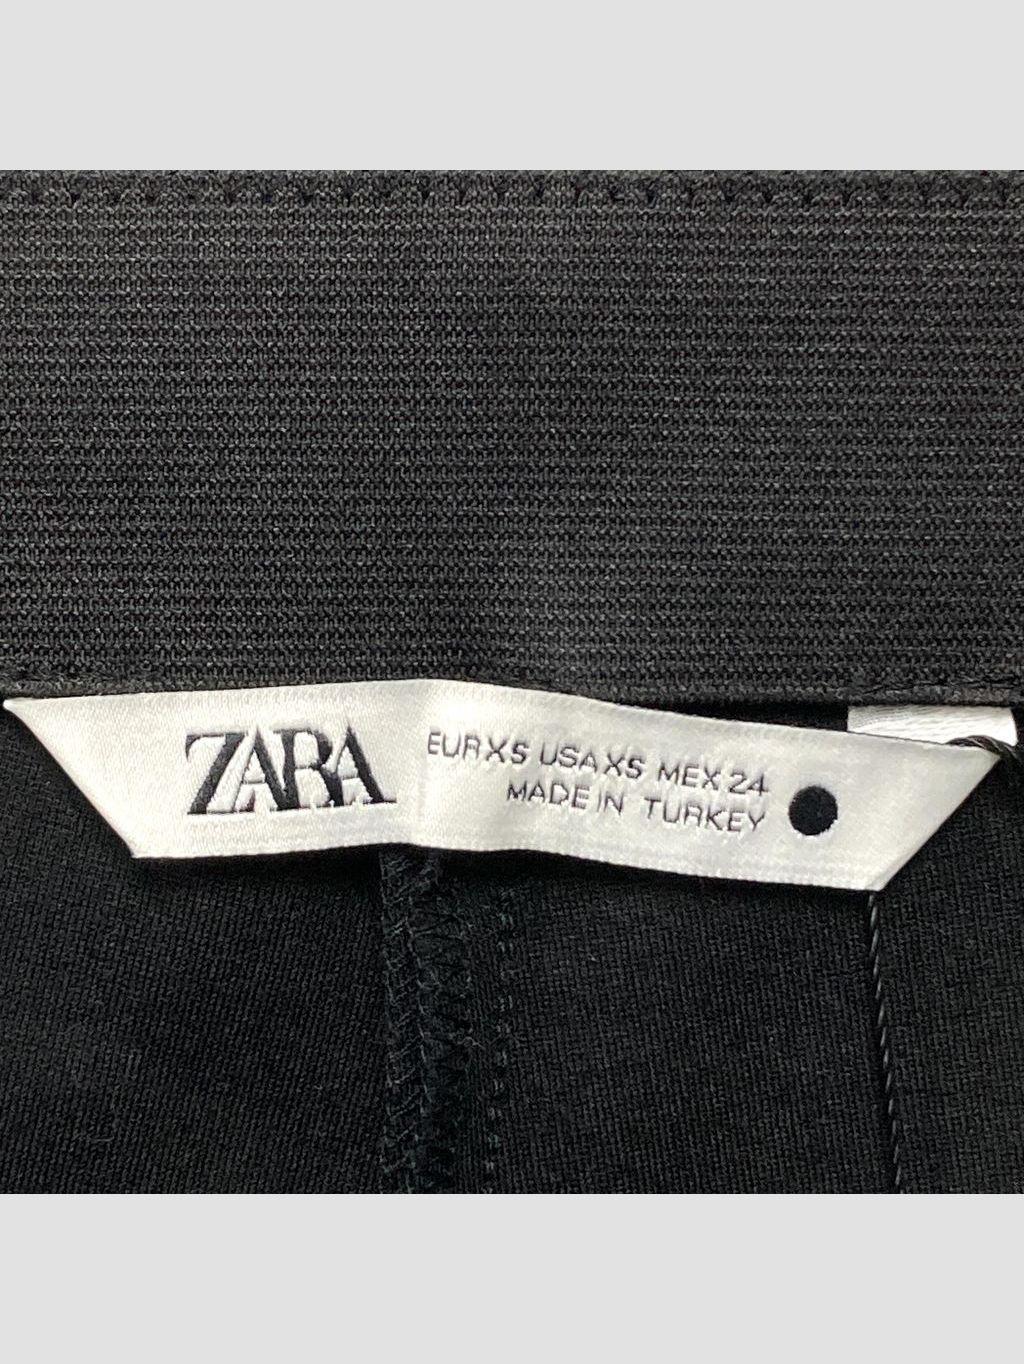 ZARA
EUR XS USA XS MEX 24
MADE IN TURKEY